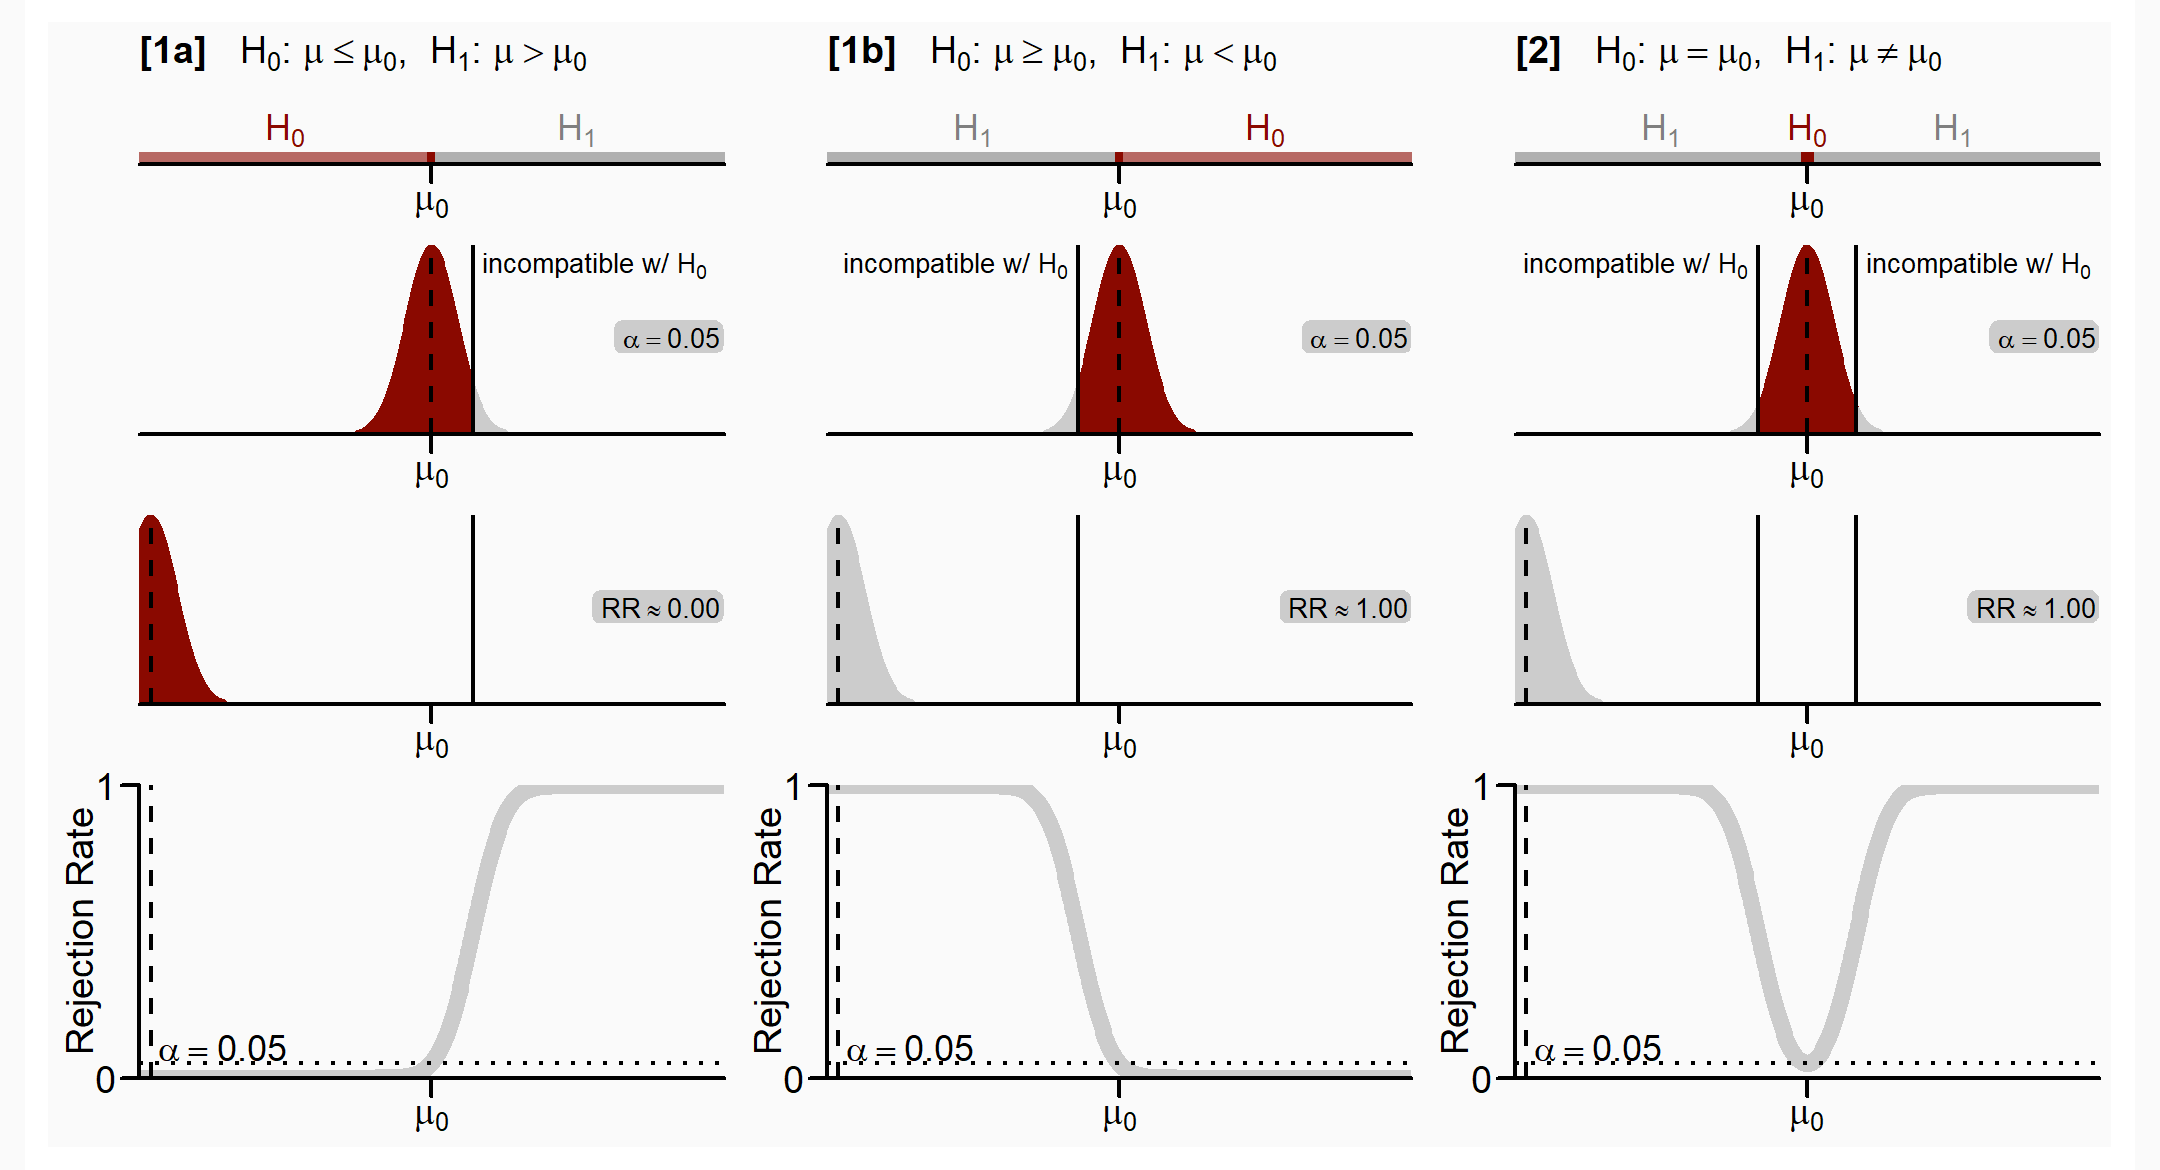 [1a] H₀: μ ≤ μ₀, H₁: μ > μ₀
H₀ H₁
μ₀
incompatible w/ H₀
α = 0.05
μ₀
RR ≈ 0.00
μ₀
1
Rejection Rate
α = 0.05
0
μ₀
[1b] H₀: μ ≥ μ₀, H₁: μ < μ₀
H₁ H₀
μ₀
incompatible w/ H₀
α = 0.05
μ₀
RR ≈ 1.00
μ₀
1
Rejection Rate
α = 0.05
0
μ₀
[2] H₀: μ = μ₀, H₁: μ ≠ μ₀
H₁ H₀ H₁
μ₀
incompatible w/ H₀ incompatible w/ H₀
α = 0.05
μ₀
RR ≈ 1.00
μ₀
1
Rejection Rate
α = 0.05
0
μ₀